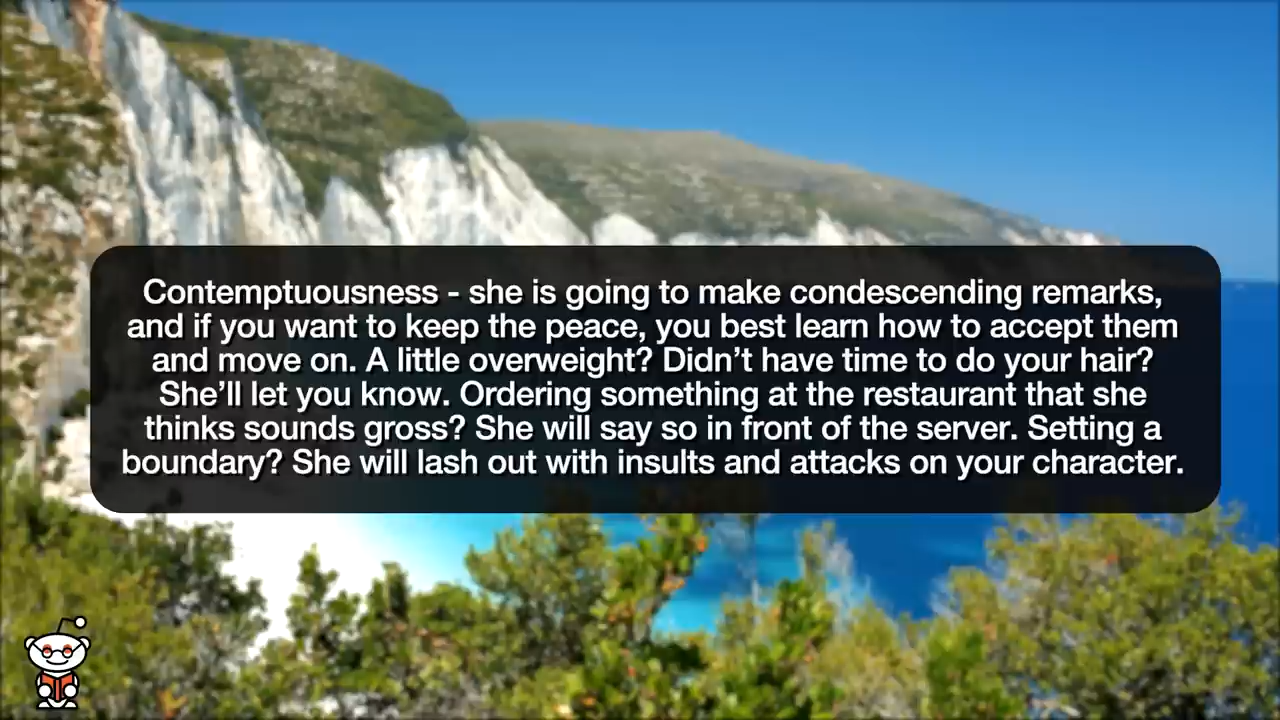 Contemptuousness - she is going to make condescending remarks,
and if you want to keep the peace, you best learn how to accept them
and move on. A little overweight? Didn’t have time to do your hair?
She’ll let you know. Ordering something at the restaurant that she
thinks sounds gross? She will say so in front of the server. Setting a
boundary? She will lash out with insults and attacks on your character.